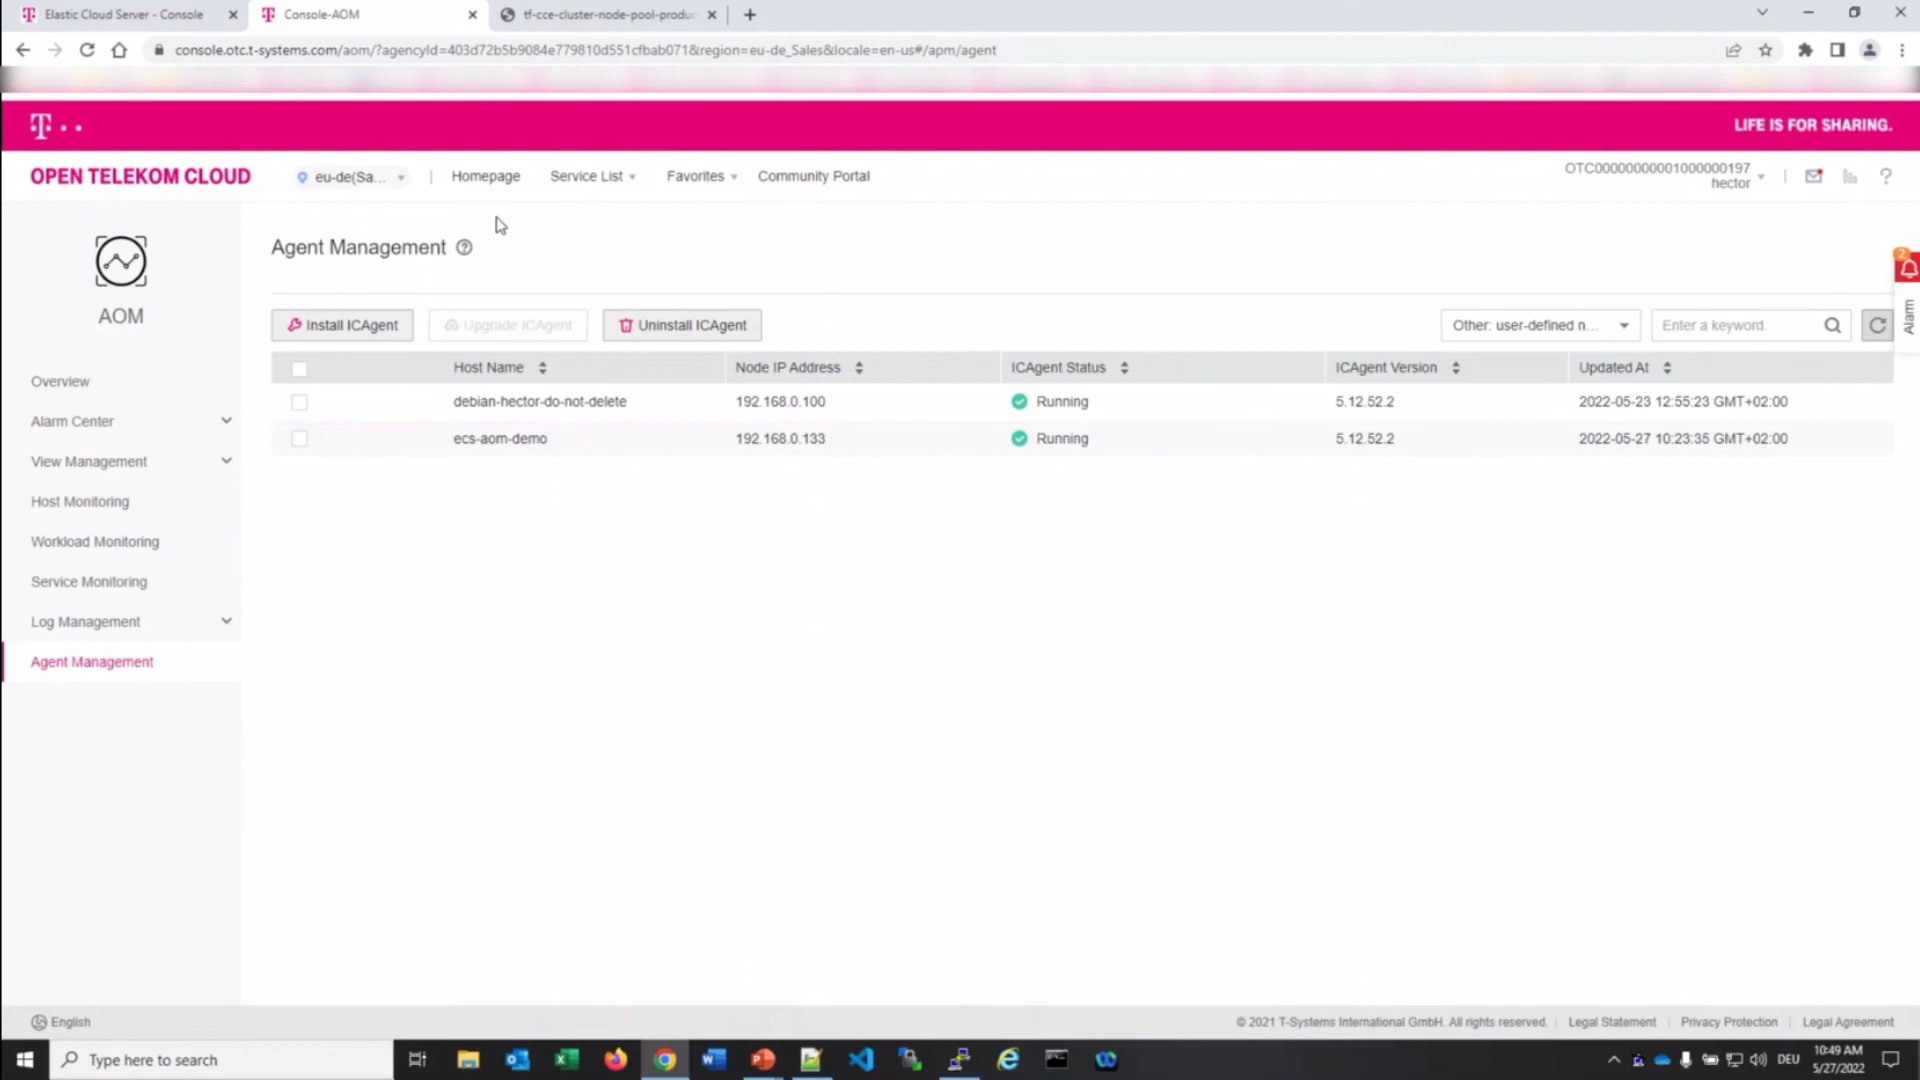 Elastic Cloud Server - Console
Console-AOM
tf-cce-cluster-node-pool-produc
console.otc.t-systems.com/aom/?agencyId=403d72b5b9084e779810d551cfbab071&region=eu-de_Sales&locale=en-us#/apm/agent
T
LIFE IS FOR SHARING.
OPEN TELEKOM CLOUD
eu-de(Sa...
Homepage
Service List
Favorites
Community Portal
OTC00000000001000000197
hector
AOM
Overview
Alarm Center
View Management
Host Monitoring
Workload Monitoring
Service Monitoring
Log Management
Agent Management
Agent Management
2
Alarm
Install ICAgent
Upgrade ICAgent
Uninstall ICAgent
Other: user-defined n...
Enter a keyword.
Host Name Node IP Address ICAgent Status ICAgent Version Updated At
debian-hector-do-not-delete 192.168.0.100 Running 5.12.52.2 2022-05-23 12:55:23 GMT+02:00
ecs-aom-demo 192.168.0.133 Running 5.12.52.2 2022-05-27 10:23:35 GMT+02:00
English
© 2021 T-Systems International GmbH. All rights reserved. | Legal Statement | Privacy Protection | Legal Agreement
Type here to search
DEU
10:49 AM
5/27/2022